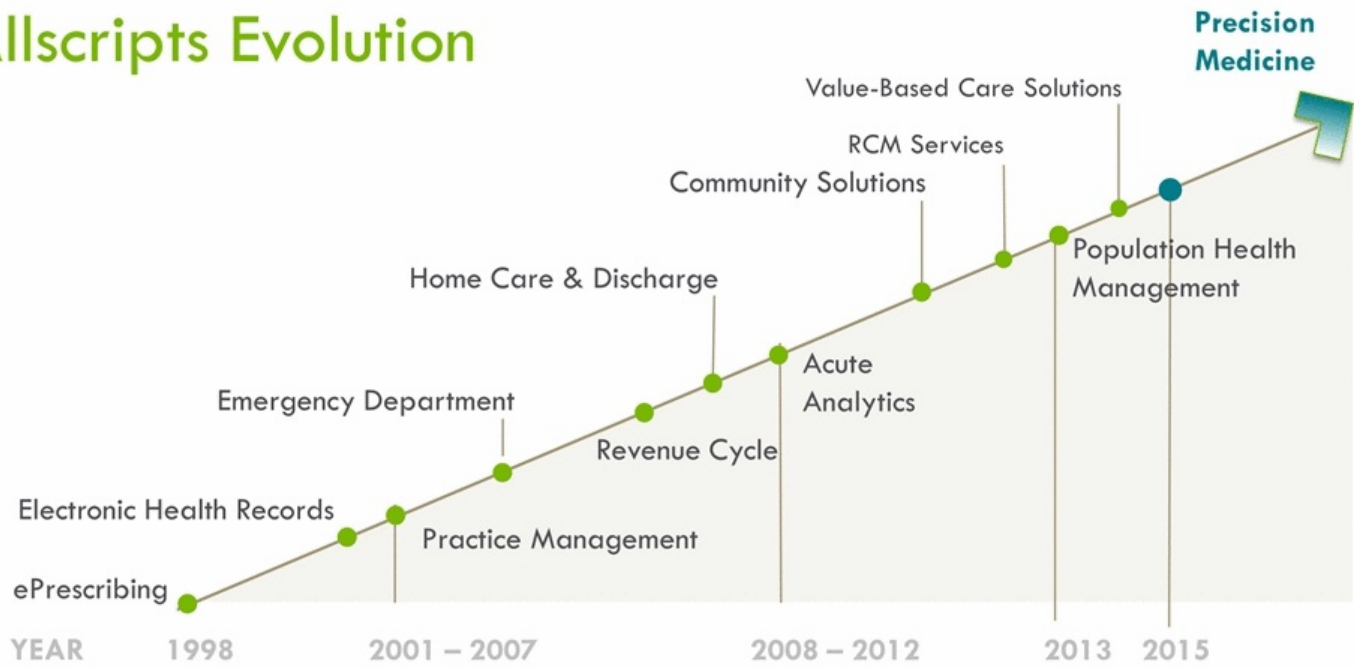 llscripts Evolution
Precision
Medicine
Value-Based Care Solutions
RCM Services
Community Solutions
Population Health
Management
Home Care & Discharge
Acute
Analytics
Emergency Department
Revenue Cycle
Electronic Health Records
Practice Management
ePrescribing
YEAR 1998 2001 – 2007 2008 – 2012 2013 2015